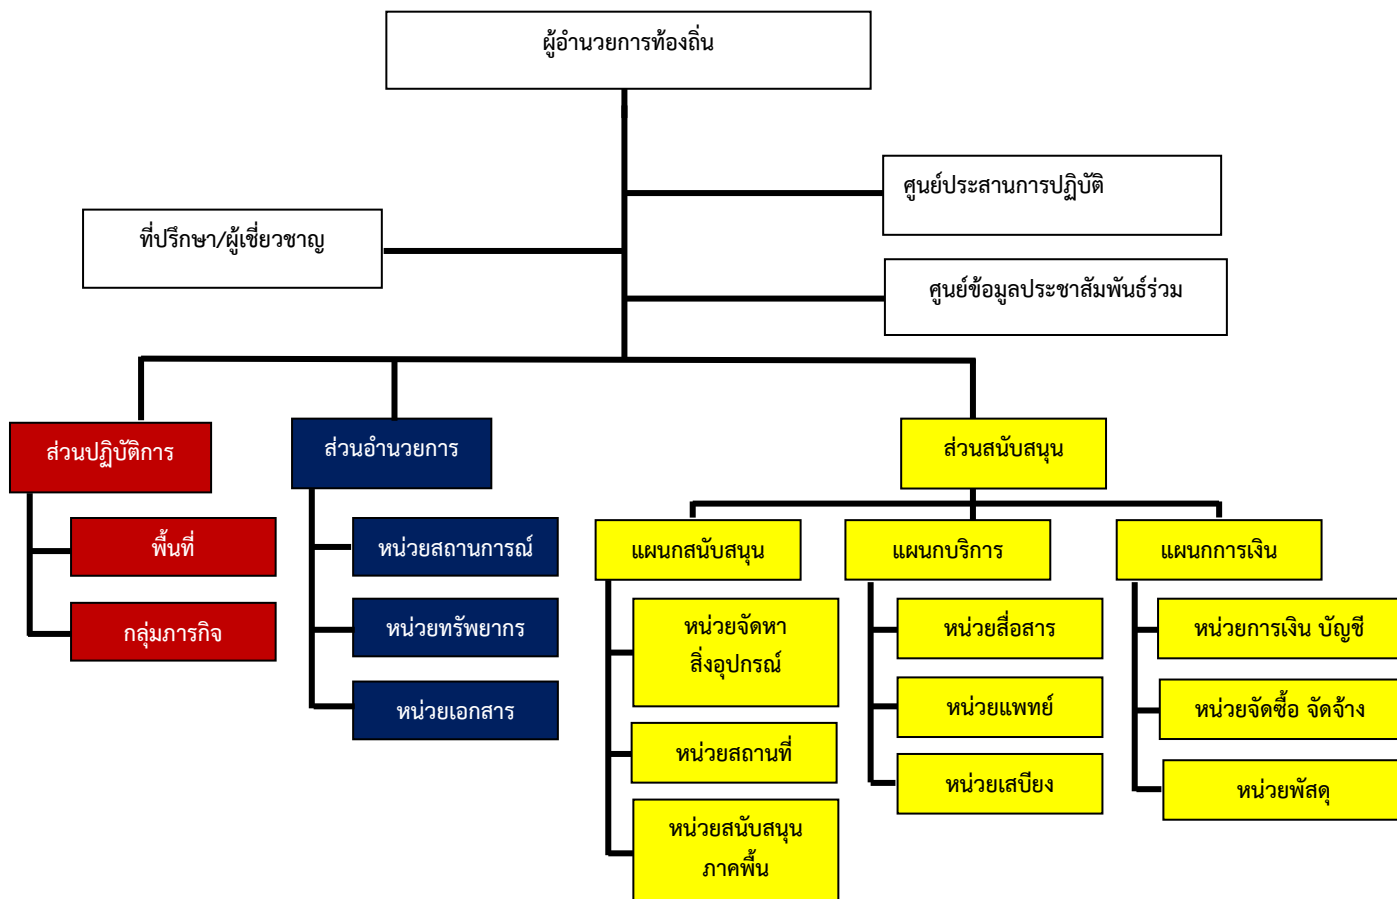 ผู้อำนวยการท้องถิ่น
ศูนย์ประสานการปฏิบัติ
ที่ปรึกษา/ผู้เชี่ยวชาญ
ศูนย์ข้อมูลประชาสัมพันธ์ร่วม
ส่วนปฏิบัติการ
ส่วนอำนวยการ
ส่วนสนับสนุน
พื้นที่
กลุ่มภารกิจ
หน่วยสถานการณ์
หน่วยทรัพยากร
หน่วยเอกสาร
แผนกสนับสนุน
หน่วยจัดหา
สิ่งอุปกรณ์
หน่วยสถานที่
หน่วยสนับสนุน
ภาคพื้น
แผนกบริการ
หน่วยสื่อสาร
หน่วยแพทย์
หน่วยเสบียง
แผนกการเงิน
หน่วยการเงิน บัญชี
หน่วยจัดซื้อ จัดจ้าง
หน่วยพัสดุ